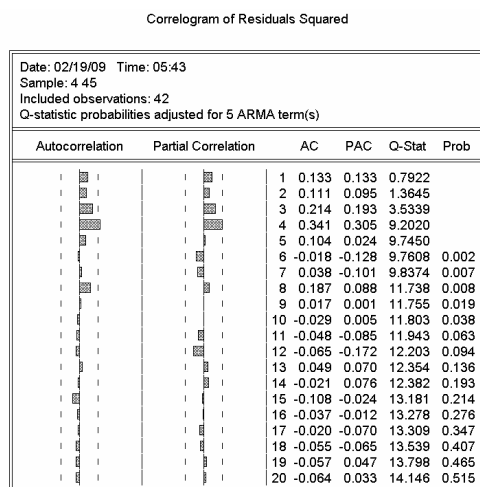 Correlogram of Residuals Squared
Date: 02/19/09 Time: 05:43
Sample: 4 45
Included observations: 42
Q-statistic probabilities adjusted for 5 ARMA term(s)
Autocorrelation Partial Correlation AC PAC Q-Stat Prob
1 0.133 0.133 0.7922
2 0.111 0.095 1.3645
3 0.214 0.193 3.5339
4 0.341 0.305 9.2020
5 0.104 0.024 9.7450
6 -0.018 -0.128 9.7608 0.002
7 0.038 -0.101 9.8374 0.007
8 0.187 0.088 11.738 0.008
9 0.017 0.001 11.755 0.019
10 -0.029 0.005 11.803 0.038
11 -0.048 -0.085 11.943 0.063
12 -0.065 -0.172 12.203 0.094
13 0.049 0.070 12.354 0.136
14 -0.021 0.076 12.382 0.193
15 -0.108 -0.024 13.181 0.214
16 -0.037 -0.012 13.278 0.276
17 -0.020 -0.070 13.309 0.347
18 -0.055 -0.065 13.539 0.407
19 -0.057 0.047 13.798 0.465
20 -0.064 0.033 14.146 0.515